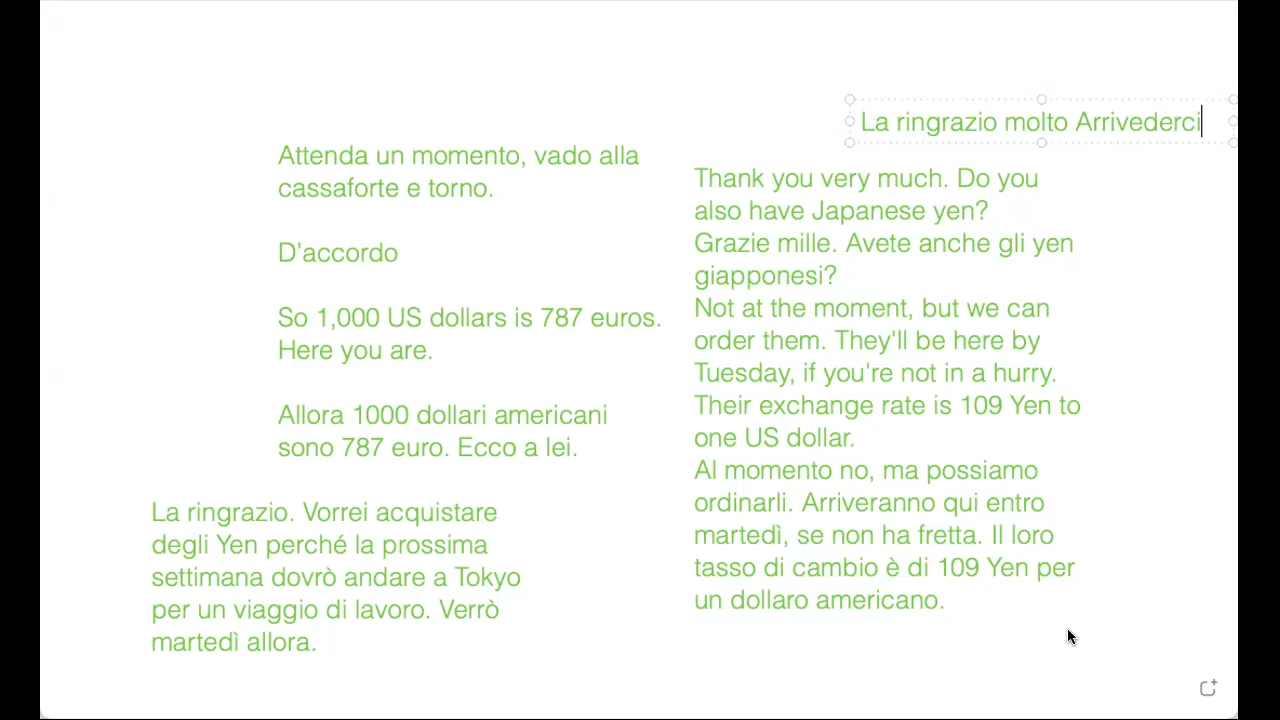 La ringrazio molto Arrivederci
Attenda un momento, vado alla
cassaforte e torno.
D'accordo
So 1,000 US dollars is 787 euros.
Here you are.
Allora 1000 dollari americani
sono 787 euro. Ecco a lei.
La ringrazio. Vorrei acquistare
degli Yen perché la prossima
settimana dovrò andare a Tokyo
per un viaggio di lavoro. Verrò
martedì allora.
Thank you very much. Do you
also have Japanese yen?
Grazie mille. Avete anche gli yen
giapponesi?
Not at the moment, but we can
order them. They'll be here by
Tuesday, if you're not in a hurry.
Their exchange rate is 109 Yen to
one US dollar.
Al momento no, ma possiamo
ordinarli. Arriveranno qui entro
martedì, se non ha fretta. Il loro
tasso di cambio è di 109 Yen per
un dollaro americano.